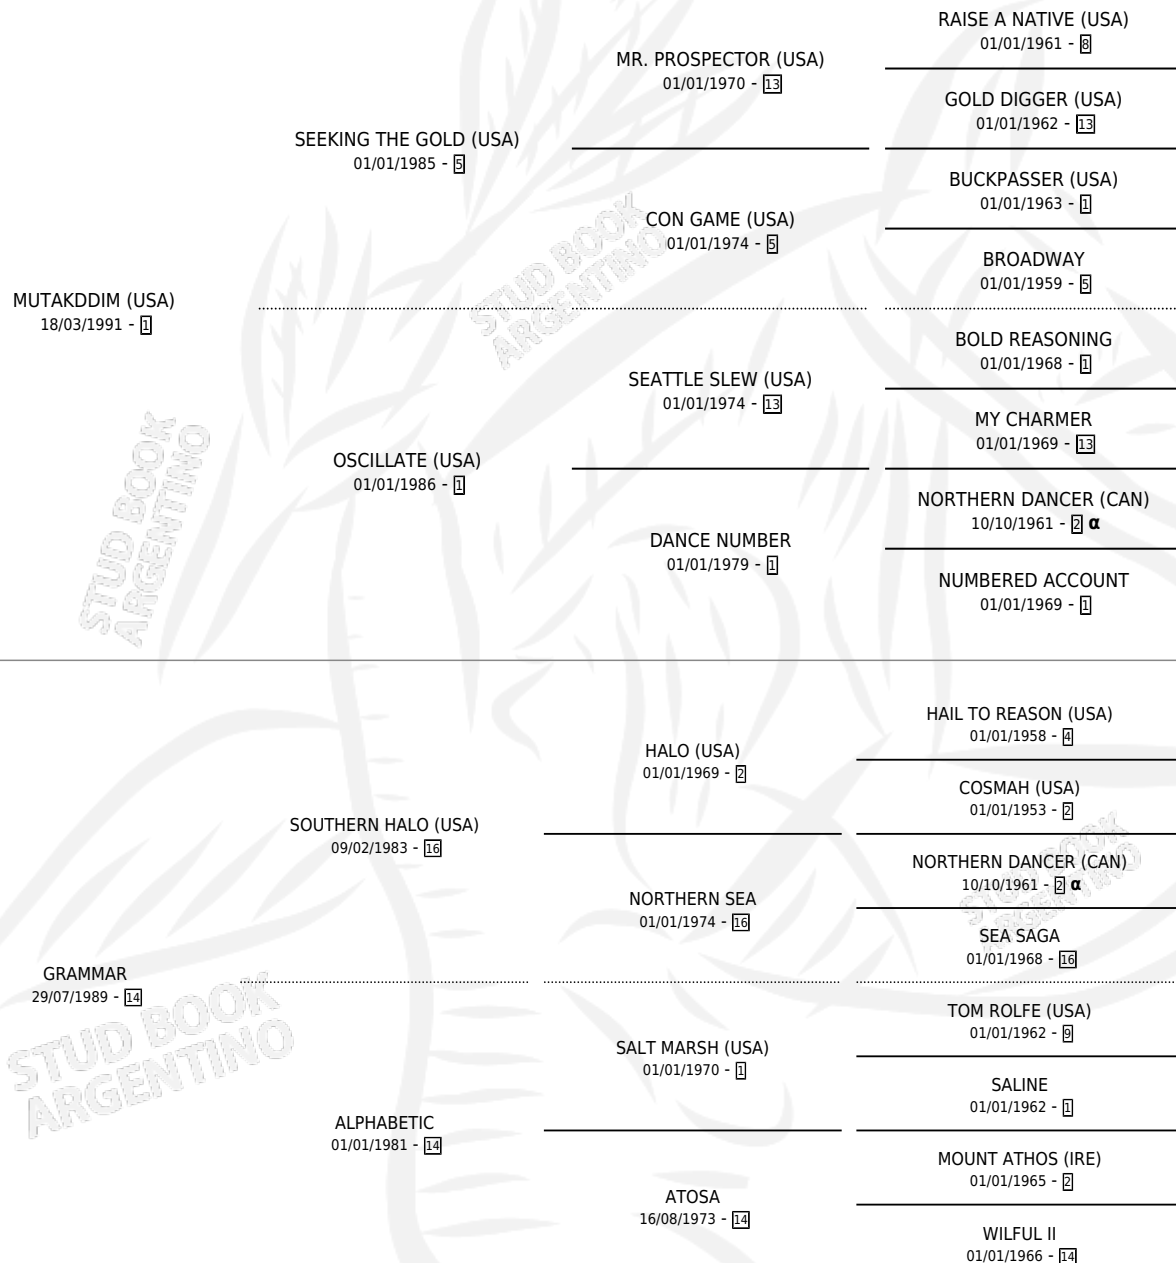 RAISE A NATIVE (USA)
01/01/1961 - 8
MR. PROSPECTOR (USA)
01/01/1970 - 13
GOLD DIGGER (USA)
01/01/1962 - 13
SEEKING THE GOLD (USA)
01/01/1985 - 5
BUCKPASSER (USA)
01/01/1963 - 1
CON GAME (USA)
01/01/1974 - 5
BROADWAY
01/01/1959 - 5
MUTAKDDIM (USA)
18/03/1991 - 1
BOLD REASONING
01/01/1968 - 1
SEATTLE SLEW (USA)
01/01/1974 - 13
MY CHARMER
01/01/1969 - 13
OSCILLATE (USA)
01/01/1986 - 1
NORTHERN DANCER (CAN)
10/10/1961 - 2 α
DANCE NUMBER
01/01/1979 - 1
NUMBERED ACCOUNT
01/01/1969 - 1
HAIL TO REASON (USA)
01/01/1958 - 4
HALO (USA)
01/01/1969 - 2
COSMAH (USA)
01/01/1953 - 2
SOUTHERN HALO (USA)
09/02/1983 - 16
NORTHERN DANCER (CAN)
10/10/1961 - 2 α
NORTHERN SEA
01/01/1974 - 16
SEA SAGA
01/01/1968 - 16
GRAMMAR
29/07/1989 - 14
TOM ROLFE (USA)
01/01/1962 - 9
SALT MARSH (USA)
01/01/1970 - 1
SALINE
01/01/1962 - 1
ALPHABETIC
01/01/1981 - 14
MOUNT ATHOS (IRE)
01/01/1965 - 2
ATOSA
16/08/1973 - 14
WILFUL II
01/01/1966 - 14
STUD BOOK
ARGENTINO
STUD BOOK
ARGENTINO
STUD BOOK
ARGENTINO
STUD BOOK
ARGENTINO